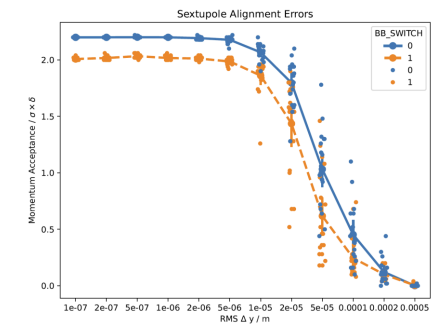 Sextupole Alignment Errors
BB_SWITCH
0
1
0
1
Momentum Acceptance / σ × δ
2.0
1.5
1.0
0.5
0.0
1e-07 2e-07 5e-07 1e-06 2e-06 5e-06 1e-05 2e-05 5e-05 0.0001 0.0002 0.0005
RMS Δ y / m